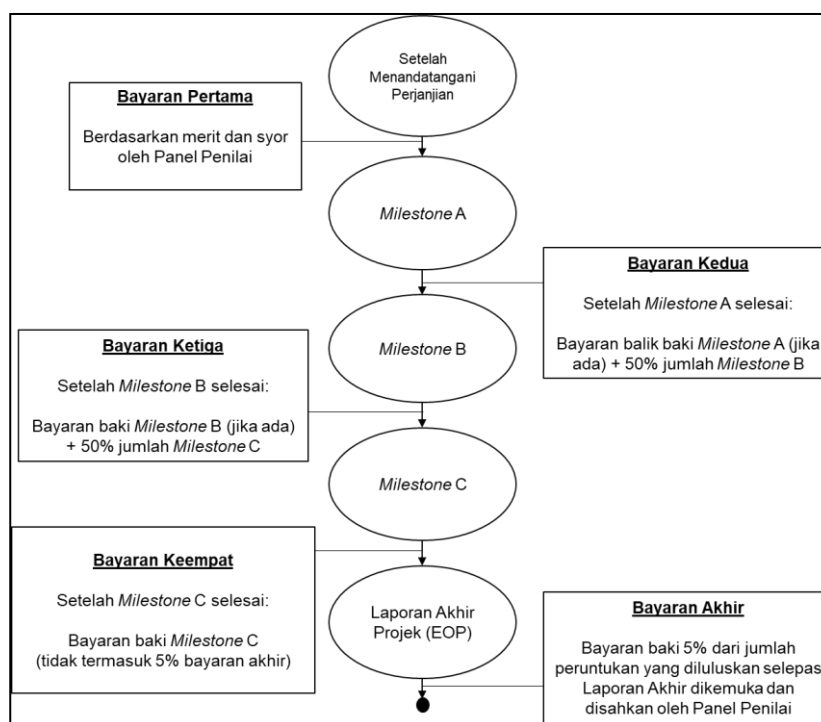 Setelah
Menandatangani
Perjanjian
Bayaran Pertama
Berdasarkan merit dan syor
oleh Panel Penilai
Milestone A
Bayaran Kedua
Setelah Milestone A selesai:
Bayaran balik baki Milestone A (jika
ada) + 50% jumlah Milestone B
Milestone B
Bayaran Ketiga
Setelah Milestone B selesai:
Bayaran baki Milestone B (jika ada)
+ 50% jumlah Milestone C
Milestone C
Bayaran Keempat
Setelah Milestone C selesai:
Bayaran baki Milestone C
(tidak termasuk 5% bayaran akhir)
Laporan Akhir
Projek (EOP)
Bayaran Akhir
Bayaran baki 5% dari jumlah
peruntukan yang diluluskan selepas
Laporan Akhir dikemuka dan
disahkan oleh Panel Penilai